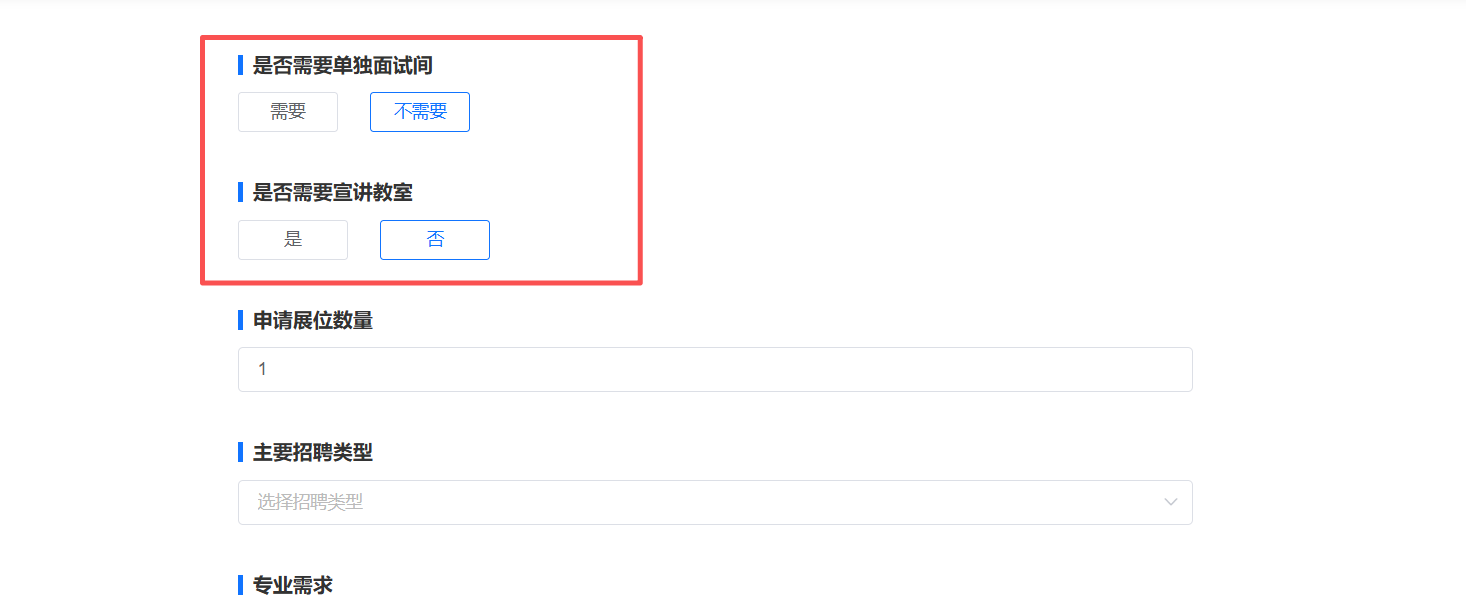 是否需要单独面试间
需要 不需要
是否需要宣讲教室
是 否
申请展位数量
1
主要招聘类型
选择招聘类型
专业需求